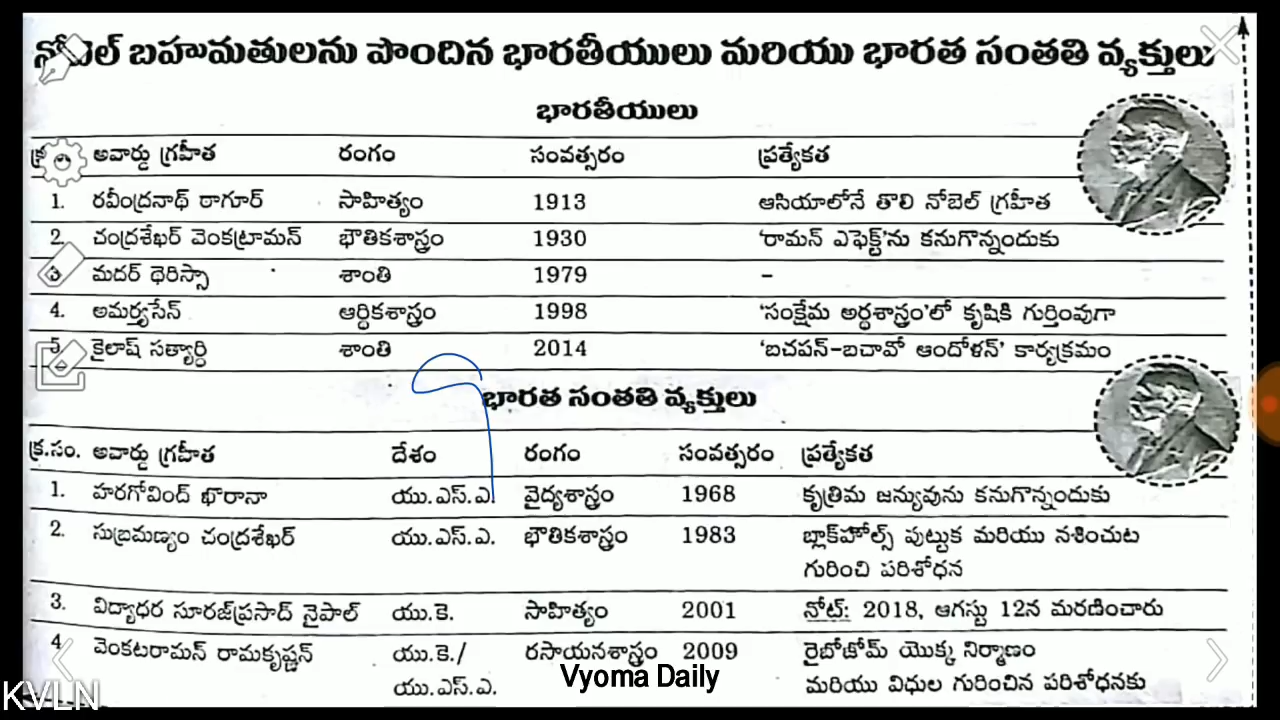 నోబెల్ బహుమతులను పొందిన భారతీయులు మరియు భారత సంతతి వ్యక్తులు
భారతీయులు
అవార్డు గ్రహీత రంగం సంవత్సరం ప్రత్యేకత
1. రవీంద్రనాథ్ ఠాగూర్ సాహిత్యం 1913 ఆసియాలోనే తొలి నోబెల్ గ్రహీత
2. చంద్రశేఖర్ వెంకట్రామన్ భౌతికశాస్త్రం 1930 'రామన్ ఎఫెక్ట్'ను కనుగొన్నందుకు
3 మదర్ థెరిస్సా శాంతి 1979 –
4. అమర్త్యసేన్ ఆర్థికశాస్త్రం 1998 'సంక్షేమ అర్థశాస్త్రం'లో కృషికి గుర్తింపుగా
5. కైలాష్ సత్యార్థి శాంతి 2014 'బచపన్-బచావో ఆందోళన్' కార్యక్రమం
భారత సంతతి వ్యక్తులు
క్ర.సం. అవార్డు గ్రహీత దేశం రంగం సంవత్సరం ప్రత్యేకత
1. హరగోవింద్ ఖొరానా యు.ఎస్.ఎ. వైద్యశాస్త్రం 1968 కృత్రిమ జన్యువును కనుగొన్నందుకు
2. సుబ్రమణ్యం చంద్రశేఖర్ యు.ఎస్.ఎ. భౌతికశాస్త్రం 1983 బ్లాక్‌హోల్స్ పుట్టుక మరియు నశించుట
గురించి పరిశోధన
3. విద్యాధర సూరజ్‌ప్రసాద్ నైపాల్ యు.కె. సాహిత్యం 2001 నోట్: 2018, ఆగస్టు 12న మరణించారు
4 వెంకటరామన్ రామకృష్ణన్ యు.కె./ రసాయనశాస్త్రం 2009 రైబోజోమ్ యొక్క నిర్మాణం
యు.ఎస్.ఎ. మరియు విధుల గురించిన పరిశోధనకు
Vyoma Daily
KVLN